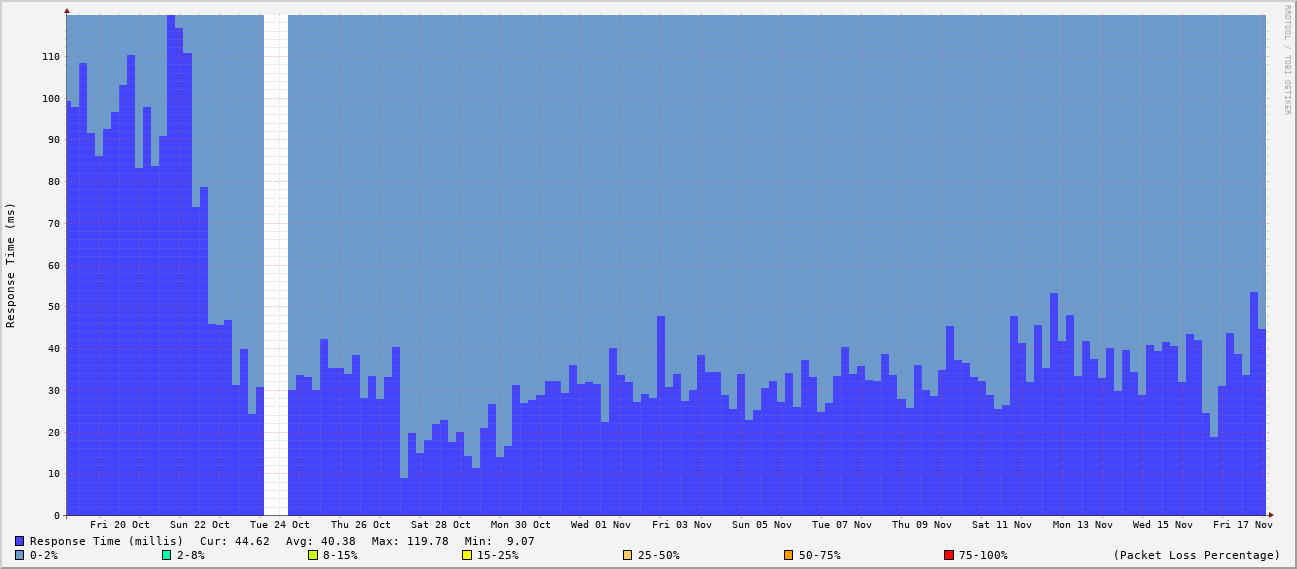 RRDTOOL / TOBI OETIKER
Response Time (ms)
110
100
90
80
70
60
50
40
30
20
10
0
Fri 20 Oct Sun 22 Oct Tue 24 Oct Thu 26 Oct Sat 28 Oct Mon 30 Oct Wed 01 Nov Fri 03 Nov Sun 05 Nov Tue 07 Nov Thu 09 Nov Sat 11 Nov Mon 13 Nov Wed 15 Nov Fri 17 Nov
Response Time (millis) Cur: 44.62 Avg: 40.38 Max: 119.78 Min: 9.07
0-2% 2-8% 8-15% 15-25% 25-50% 50-75% 75-100% (Packet Loss Percentage)